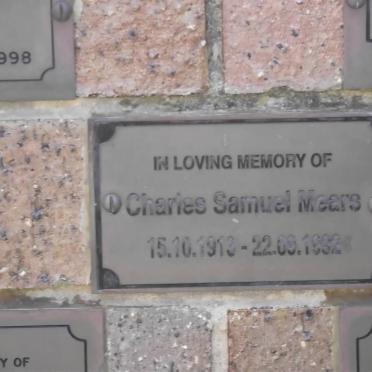 998
IN LOVING MEMORY OF
Charles Samuel Mears
15.10.1913 - 22.09.1992
Y OF